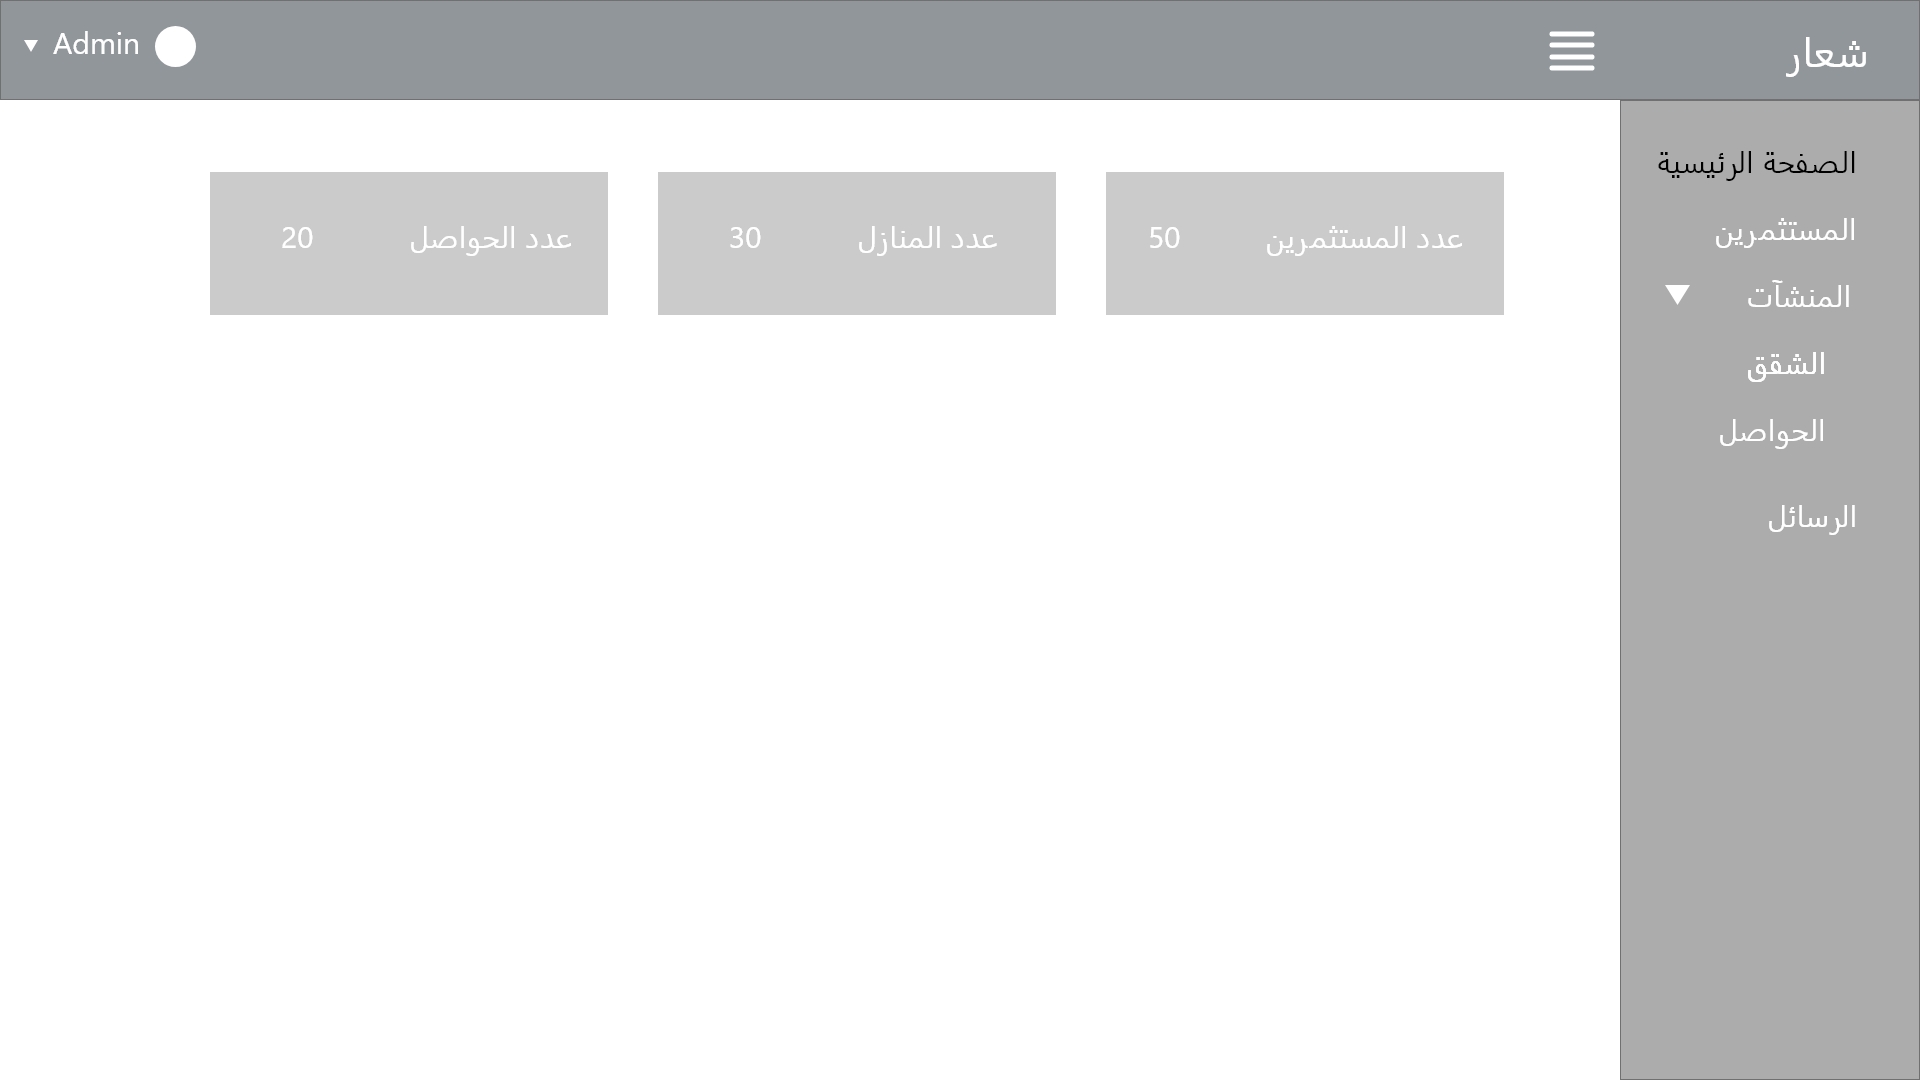 شعار
Admin
الصفحة الرئيسية
المستثمرين
المنشآت
الشقق
الحواصل
الرسائل
عدد المستثمرين 50
عدد المنازل 30
عدد الحواصل 20